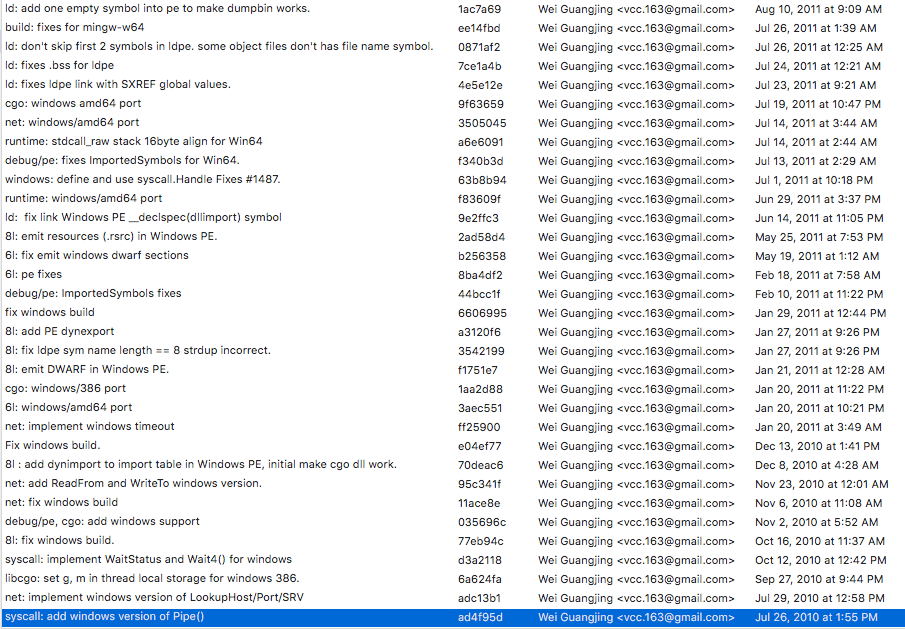 ld: add one empty symbol into pe to make dumpbin works. 1ac7a69 Wei Guangjing <vcc.163@gmail.com> Aug 10, 2011 at 9:09 AM
build: fixes for mingw-w64 ee14fbd Wei Guangjing <vcc.163@gmail.com> Jul 26, 2011 at 1:39 AM
ld: don't skip first 2 symbols in ldpe. some object files don't has file name symbol. 0871af2 Wei Guangjing <vcc.163@gmail.com> Jul 26, 2011 at 12:25 AM
ld: fixes .bss for ldpe 7ce1a4b Wei Guangjing <vcc.163@gmail.com> Jul 24, 2011 at 12:21 AM
ld: fixes ldpe link with SXREF global values. 4e5e12e Wei Guangjing <vcc.163@gmail.com> Jul 23, 2011 at 9:21 AM
cgo: windows amd64 port 9f63659 Wei Guangjing <vcc.163@gmail.com> Jul 19, 2011 at 10:47 PM
net: windows/amd64 port 3505045 Wei Guangjing <vcc.163@gmail.com> Jul 14, 2011 at 3:44 AM
runtime: stdcall_raw stack 16byte align for Win64 a6e6091 Wei Guangjing <vcc.163@gmail.com> Jul 14, 2011 at 2:44 AM
debug/pe: fixes ImportedSymbols for Win64. f340b3d Wei Guangjing <vcc.163@gmail.com> Jul 13, 2011 at 2:29 AM
windows: define and use syscall.Handle Fixes #1487. 63b8b94 Wei Guangjing <vcc.163@gmail.com> Jul 1, 2011 at 10:18 PM
runtime: windows/amd64 port f83609f Wei Guangjing <vcc.163@gmail.com> Jun 29, 2011 at 3:37 PM
ld:  fix link Windows PE __declspec(dllimport) symbol 9e2ffc3 Wei Guangjing <vcc.163@gmail.com> Jun 14, 2011 at 11:05 PM
8l: emit resources (.rsrc) in Windows PE. 2ad58d4 Wei Guangjing <vcc.163@gmail.com> May 25, 2011 at 7:53 PM
6l: fix emit windows dwarf sections b256358 Wei Guangjing <vcc.163@gmail.com> May 19, 2011 at 1:12 AM
6l: pe fixes 8ba4df2 Wei Guangjing <vcc.163@gmail.com> Feb 18, 2011 at 7:58 AM
debug/pe: ImportedSymbols fixes 44bcc1f Wei Guangjing <vcc.163@gmail.com> Feb 10, 2011 at 11:22 PM
fix windows build 6606995 Wei Guangjing <vcc.163@gmail.com> Jan 29, 2011 at 12:44 PM
8l: add PE dynexport a3120f6 Wei Guangjing <vcc.163@gmail.com> Jan 27, 2011 at 9:26 PM
8l: fix ldpe sym name length == 8 strdup incorrect. 3542199 Wei Guangjing <vcc.163@gmail.com> Jan 27, 2011 at 9:26 PM
8l: emit DWARF in Windows PE. f1751e7 Wei Guangjing <vcc.163@gmail.com> Jan 21, 2011 at 12:28 AM
cgo: windows/386 port 1aa2d88 Wei Guangjing <vcc.163@gmail.com> Jan 20, 2011 at 11:22 PM
6l: windows/amd64 port 3aec551 Wei Guangjing <vcc.163@gmail.com> Jan 20, 2011 at 10:21 PM
net: implement windows timeout ff25900 Wei Guangjing <vcc.163@gmail.com> Jan 20, 2011 at 3:49 AM
Fix windows build. e04ef77 Wei Guangjing <vcc.163@gmail.com> Dec 13, 2010 at 1:41 PM
8l : add dynimport to import table in Windows PE, initial make cgo dll work. 70deac6 Wei Guangjing <vcc.163@gmail.com> Dec 8, 2010 at 4:28 AM
net: add ReadFrom and WriteTo windows version. 95c341f Wei Guangjing <vcc.163@gmail.com> Nov 23, 2010 at 12:01 AM
net: fix windows build 11ace8e Wei Guangjing <vcc.163@gmail.com> Nov 6, 2010 at 11:08 AM
debug/pe, cgo: add windows support 035696c Wei Guangjing <vcc.163@gmail.com> Nov 2, 2010 at 5:52 AM
8l: fix windows build. 77eb94c Wei Guangjing <vcc.163@gmail.com> Oct 16, 2010 at 11:37 AM
syscall: implement WaitStatus and Wait4() for windows d3a2118 Wei Guangjing <vcc.163@gmail.com> Oct 12, 2010 at 12:42 PM
libcgo: set g, m in thread local storage for windows 386. 6a624fa Wei Guangjing <vcc.163@gmail.com> Sep 27, 2010 at 9:44 PM
net: implement windows version of LookupHost/Port/SRV adc13b1 Wei Guangjing <vcc.163@gmail.com> Jul 29, 2010 at 12:58 PM
syscall: add windows version of Pipe() ad4f95d Wei Guangjing <vcc.163@gmail.com> Jul 26, 2010 at 1:55 PM